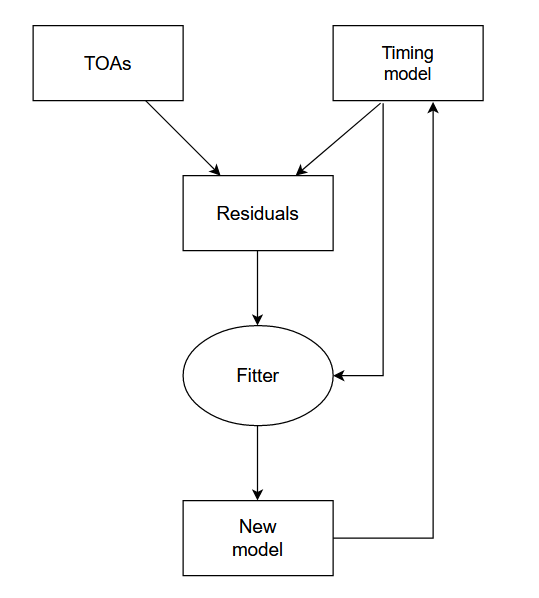 TOAs
Timing
model
Residuals
Fitter
New
model